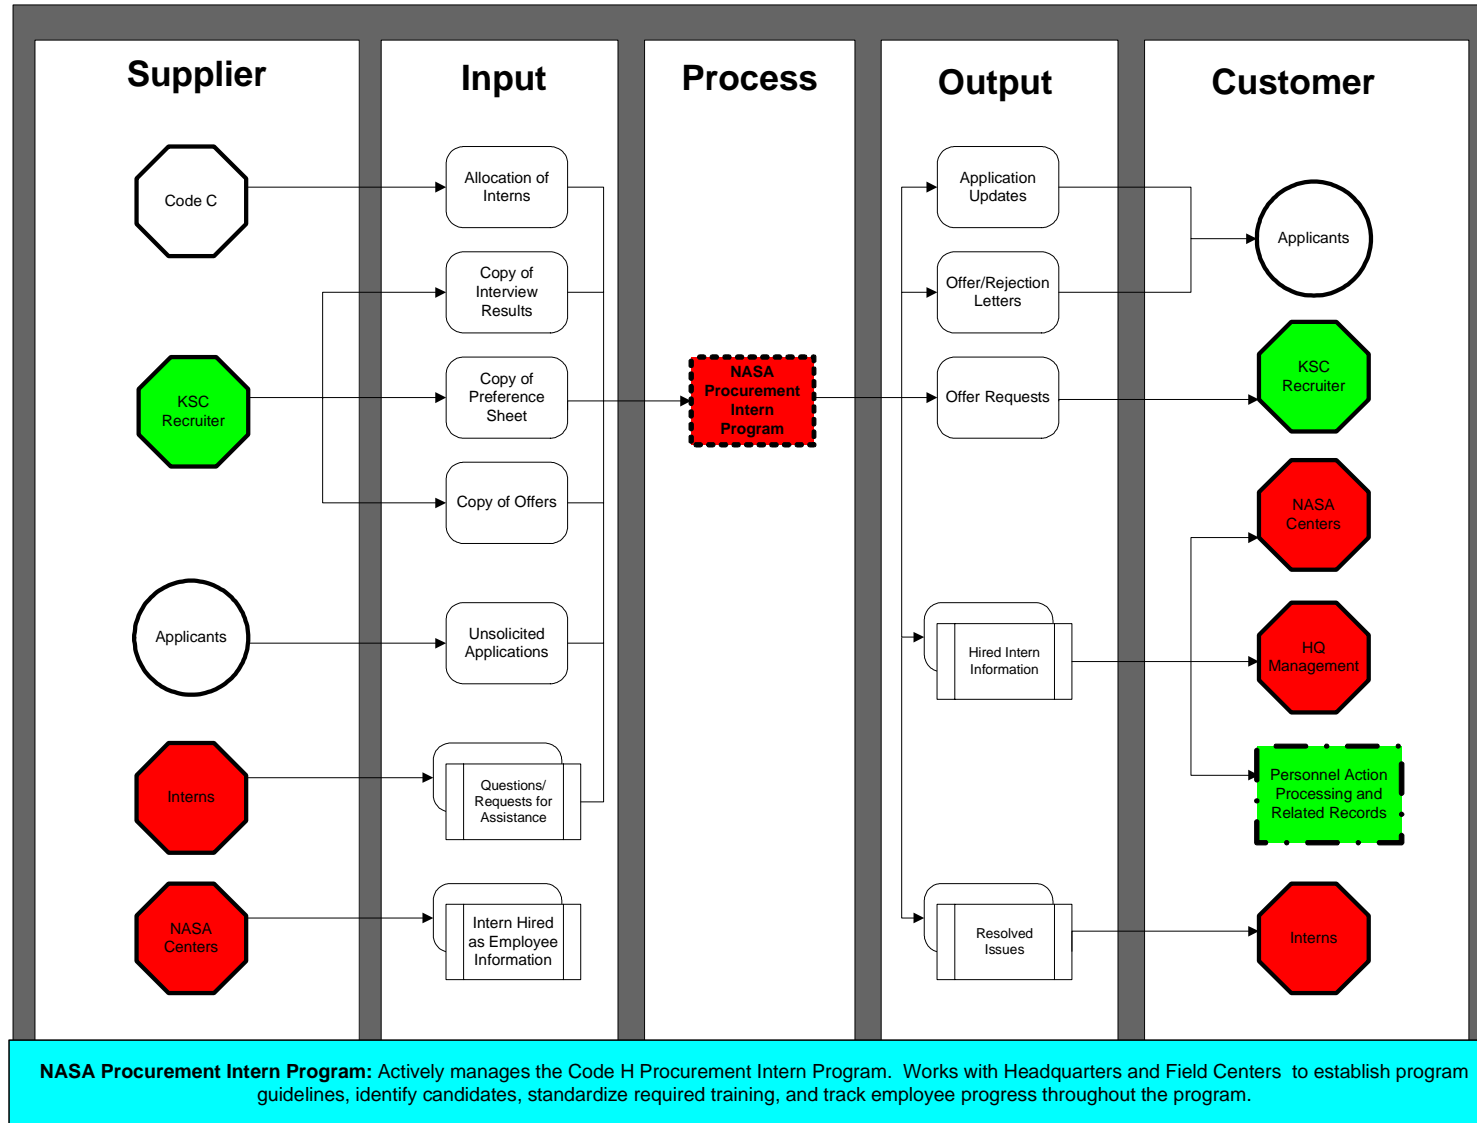 Supplier
Input
Process
Output
Customer
Code C
KSC
Recruiter
Applicants
Interns
NASA
Centers
Allocation of
Interns
Copy of
Interview
Results
Copy of
Preference
Sheet
Copy of Offers
Unsolicited
Applications
Questions/
Requests for
Assistance
Intern Hired
as Employee
Information
NASA
Procurement
Intern
Program
Application
Updates
Offer/Rejection
Letters
Offer Requests
Hired Intern
Information
Resolved
Issues
Applicants
KSC
Recruiter
NASA
Centers
HQ
Management
Personnel Action
Processing and
Related Records
Interns
NASA Procurement Intern Program: Actively manages the Code H Procurement Intern Program. Works with Headquarters and Field Centers to establish program
guidelines, identify candidates, standardize required training, and track employee progress throughout the program.